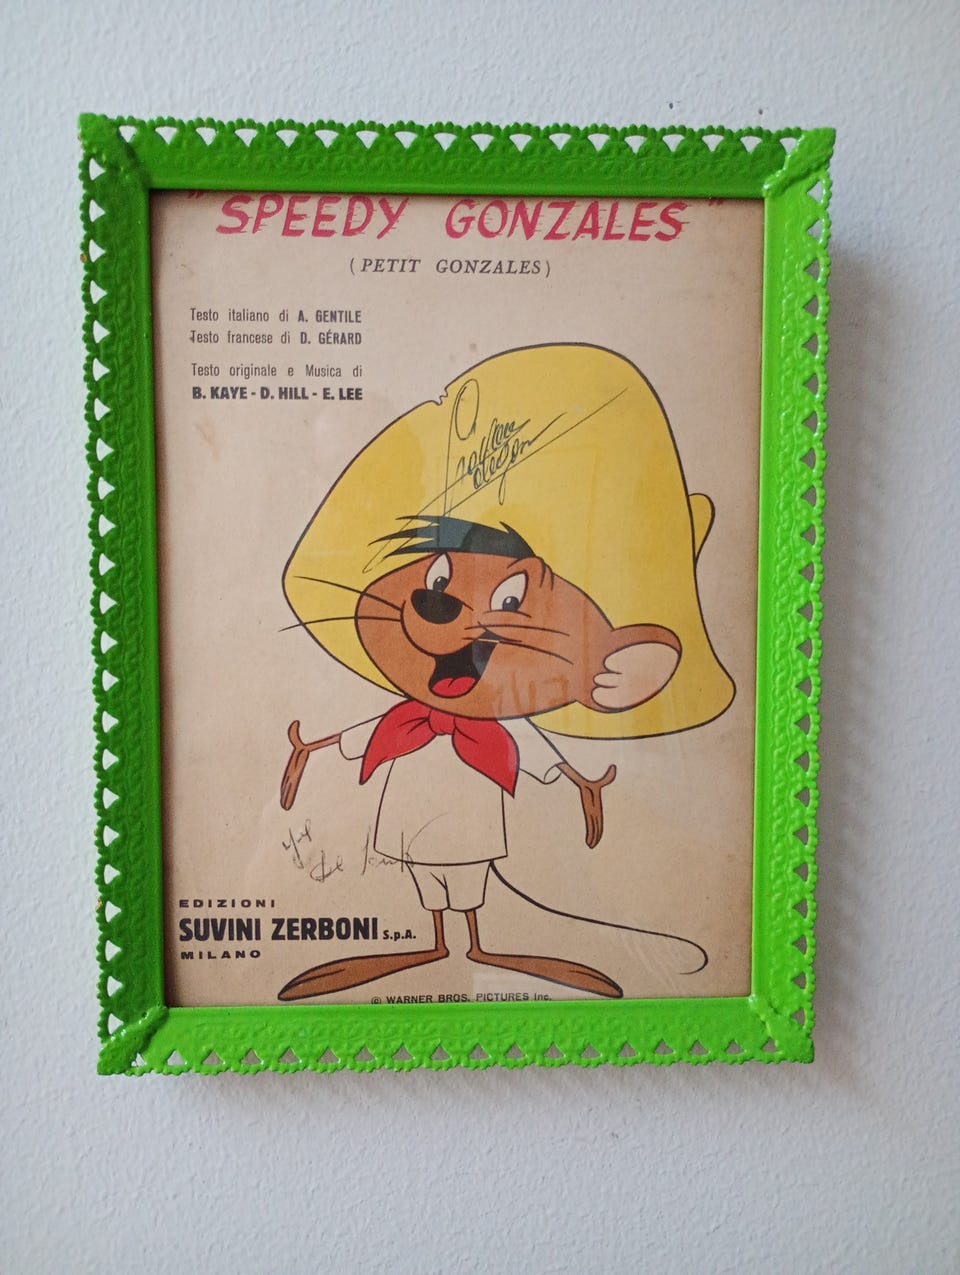 "SPEEDY GONZALES"
(PETIT GONZALES)
Testo italiano di A. GENTILE
Testo francese di D. GÉRARD
Testo originale e Musica di
B. KAYE - D. HILL - E. LEE
EDIZIONI
SUVINI ZERBONI S.p.A.
MILANO
© WARNER BROS. PICTURES Inc.